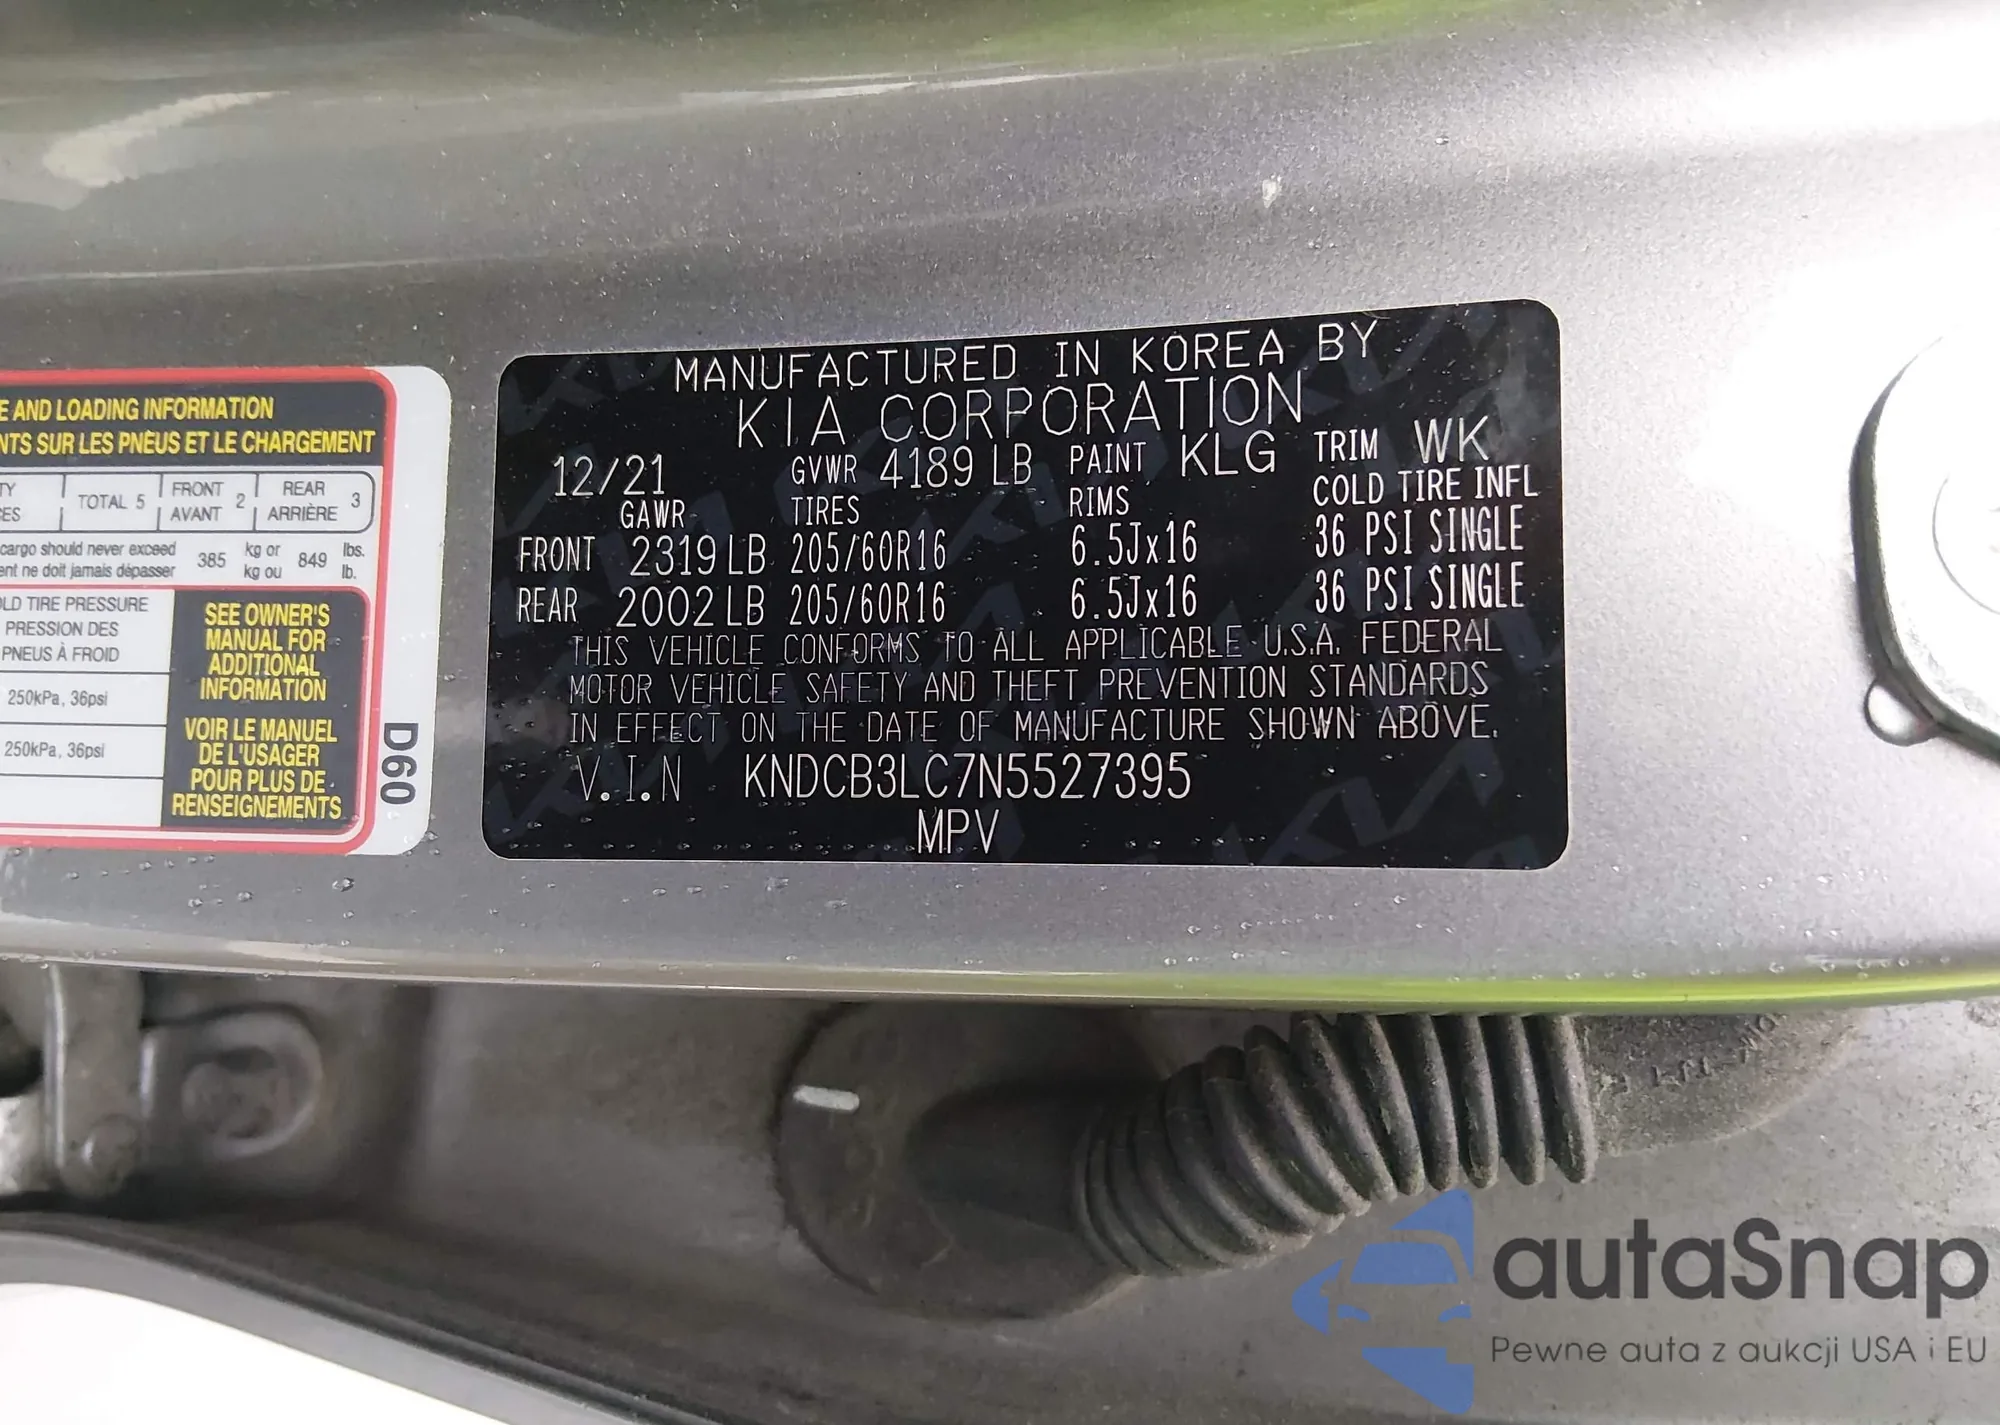 E AND LOADING INFORMATION
NTS SUR LES PNEUS ET LE CHARGEMENT
TOTAL 5 FRONT AVANT 2 REAR ARRIÈRE 3
cargo should never exceed 385 kg or 849 lbs.
ent ne doit jamais dépasser kg ou lb.
LD TIRE PRESSURE
PRESSION DES
PNEUS À FROID
250kPa, 36psi
250kPa, 36psi
SEE OWNER'S
MANUAL FOR
ADDITIONAL
INFORMATION
VOIR LE MANUEL
DE L'USAGER
POUR PLUS DE
RENSEIGNEMENTS
D60
MANUFACTURED IN KOREA BY
KIA CORPORATION
12/21 GVWR 4189 LB PAINT KLG TRIM WK
GAWR TIRES RIMS COLD TIRE INFL
FRONT 2319 LB 205/60R16 6.5Jx16 36 PSI SINGLE
REAR 2002 LB 205/60R16 6.5Jx16 36 PSI SINGLE
THIS VEHICLE CONFORMS TO ALL APPLICABLE U.S.A. FEDERAL
MOTOR VEHICLE SAFETY AND THEFT PREVENTION STANDARDS
IN EFFECT ON THE DATE OF MANUFACTURE SHOWN ABOVE.
V.I.N KNDCB3LC7N5527395
MPV
autaSnap
Pewne auta z aukcji USA i EU